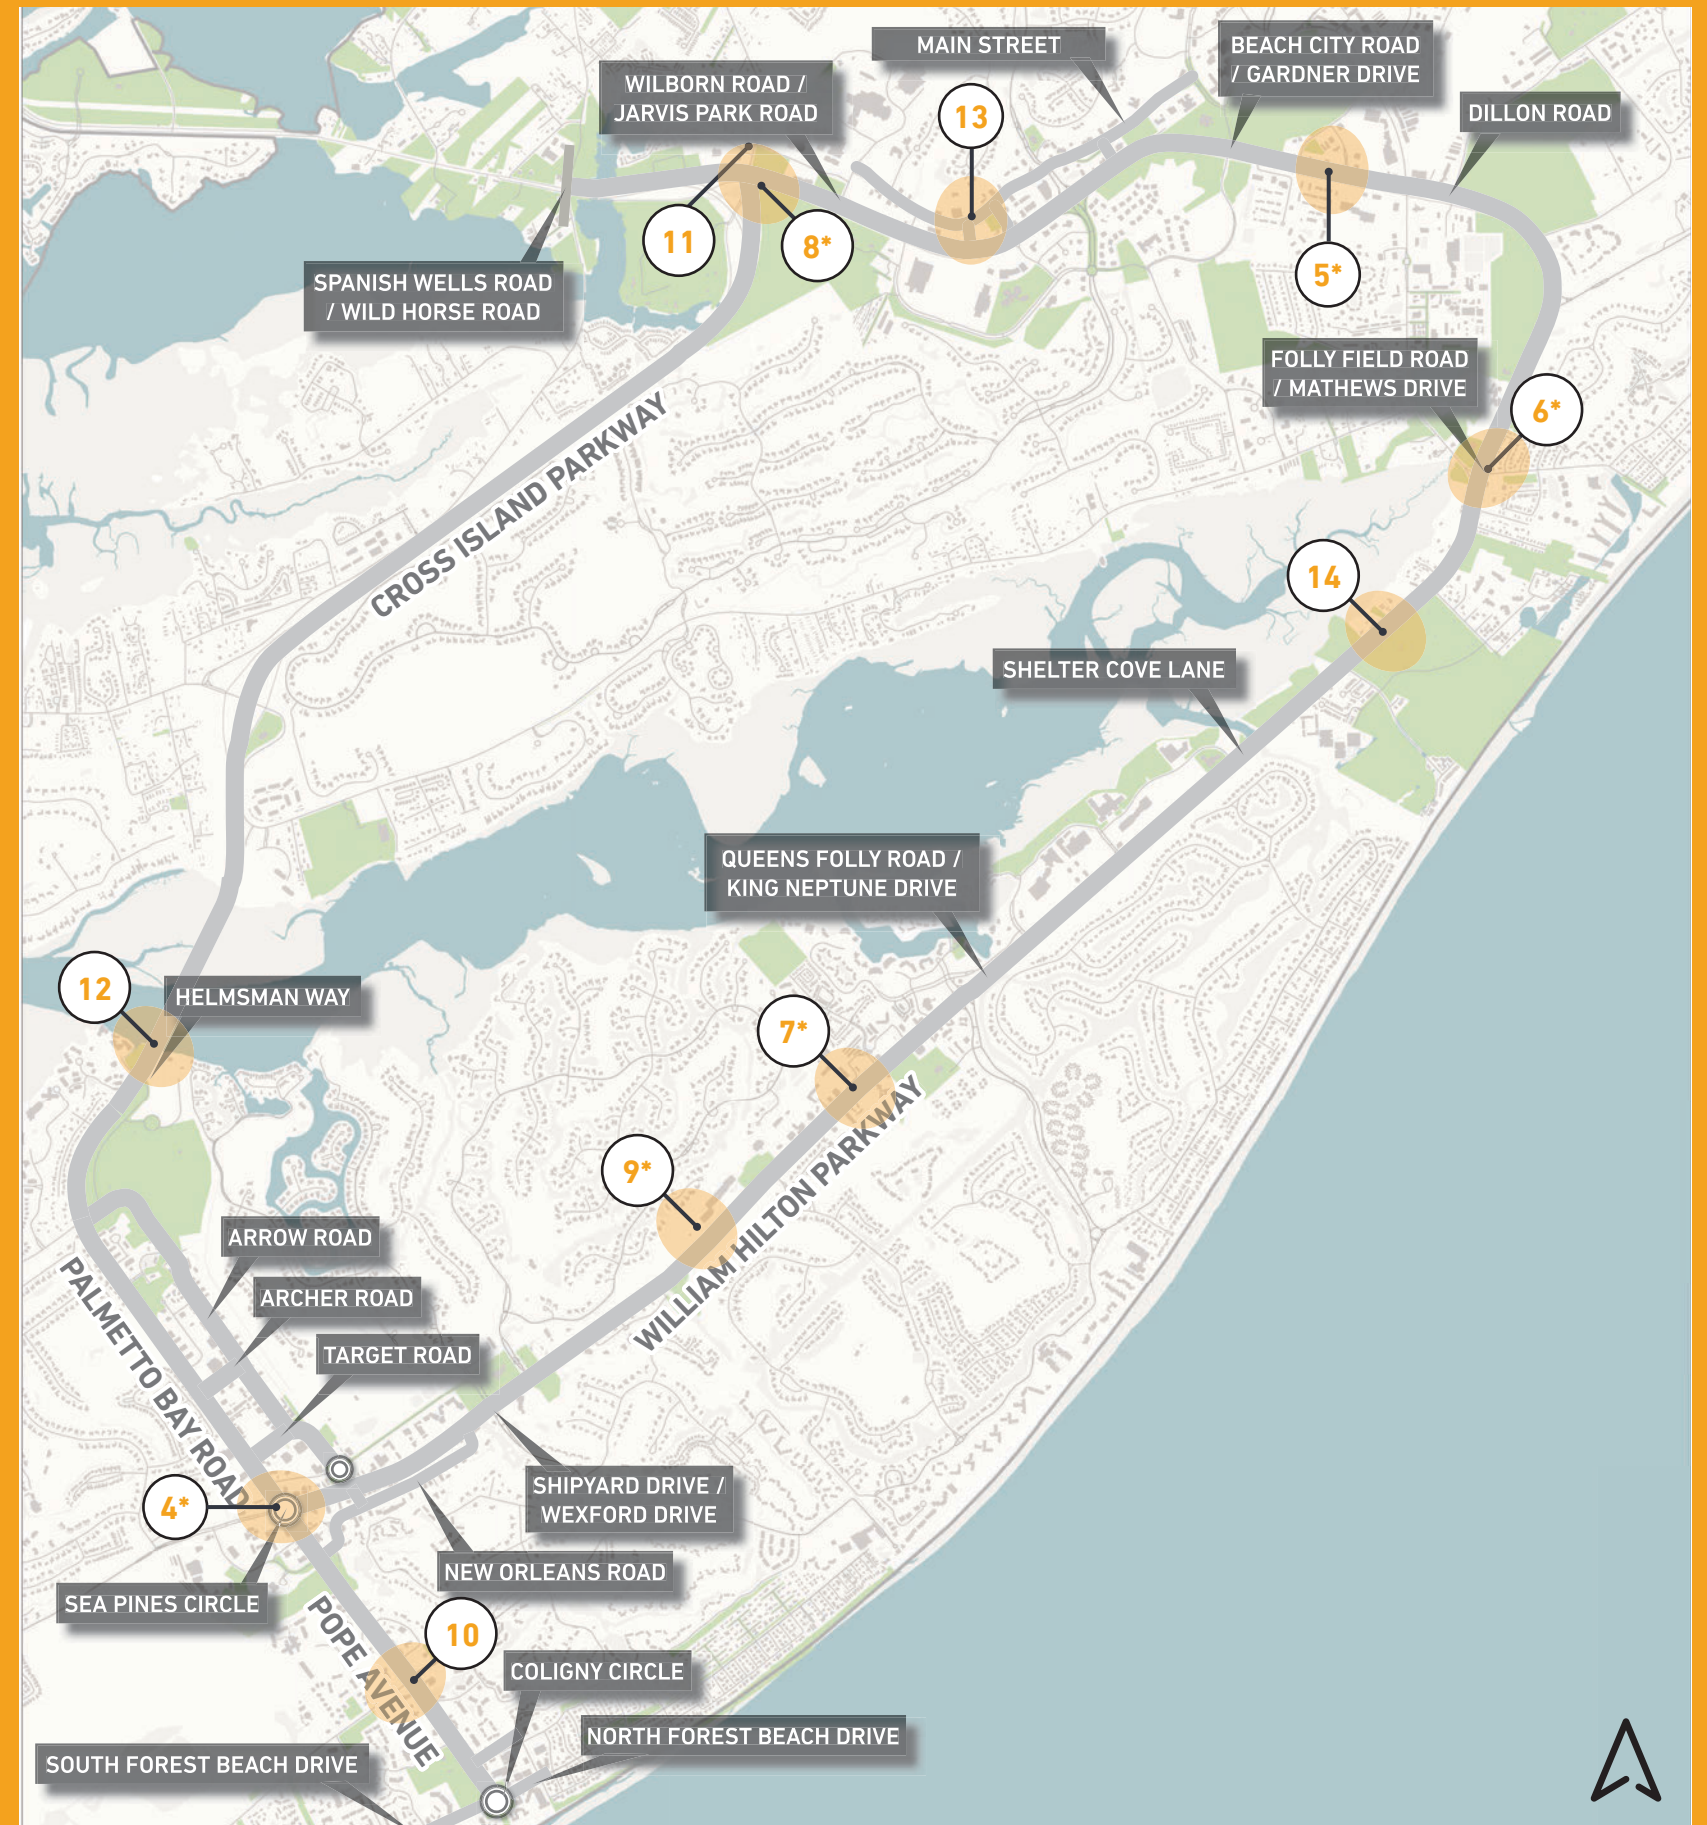 MAIN STREET
BEACH CITY ROAD
/ GARDNER DRIVE
WILBORN ROAD /
JARVIS PARK ROAD
13
DILLON ROAD
11
8*
5*
SPANISH WELLS ROAD
/ WILD HORSE ROAD
FOLLY FIELD ROAD
/ MATHEWS DRIVE
6*
CROSS ISLAND PARKWAY
14
SHELTER COVE LANE
QUEENS FOLLY ROAD /
KING NEPTUNE DRIVE
12
HELMSMAN WAY
7*
9*
WILLIAM HILTON PARKWAY
ARROW ROAD
ARCHER ROAD
TARGET ROAD
PALMETTO BAY ROAD
4*
SHIPYARD DRIVE /
WEXFORD DRIVE
NEW ORLEANS ROAD
SEA PINES CIRCLE
10
POPE AVENUE
COLIGNY CIRCLE
NORTH FOREST BEACH DRIVE
SOUTH FOREST BEACH DRIVE